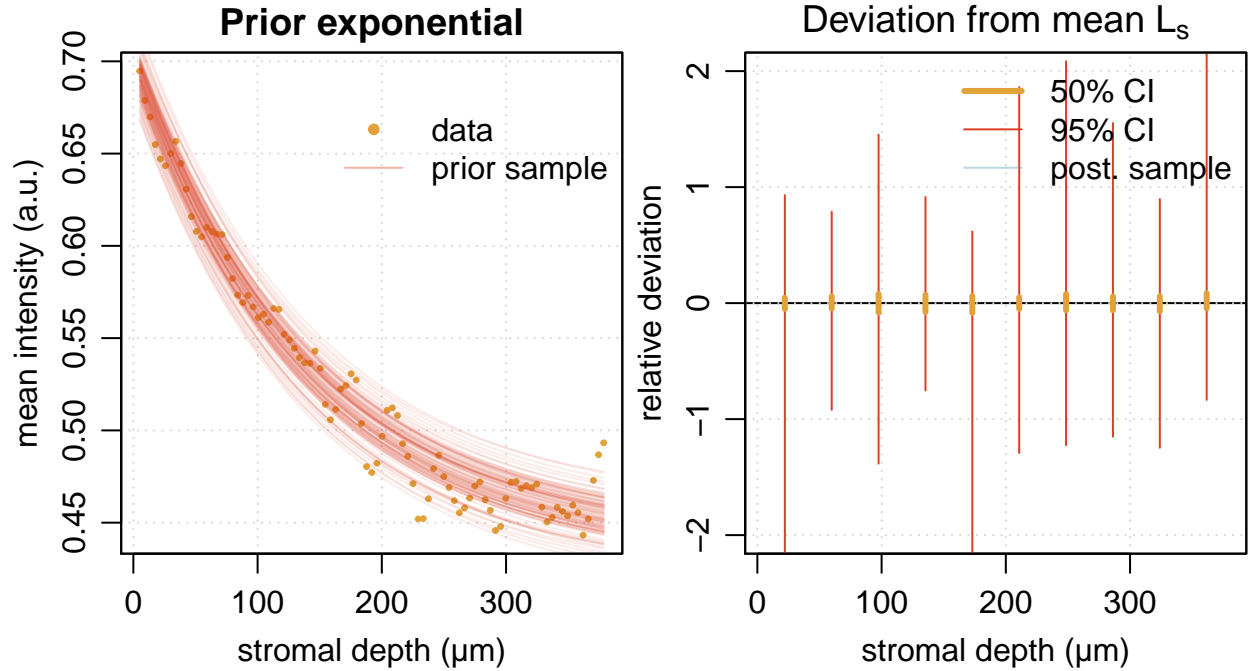 Prior exponential
mean intensity (a.u.)
0.70
0.65
0.60
0.55
0.50
0.45
data
prior sample
0
100
200
300
stromal depth (µm)
Deviation from mean Ls
relative deviation
2
1
0
−1
−2
50% CI
95% CI
post. sample
0
100
200
300
stromal depth (µm)